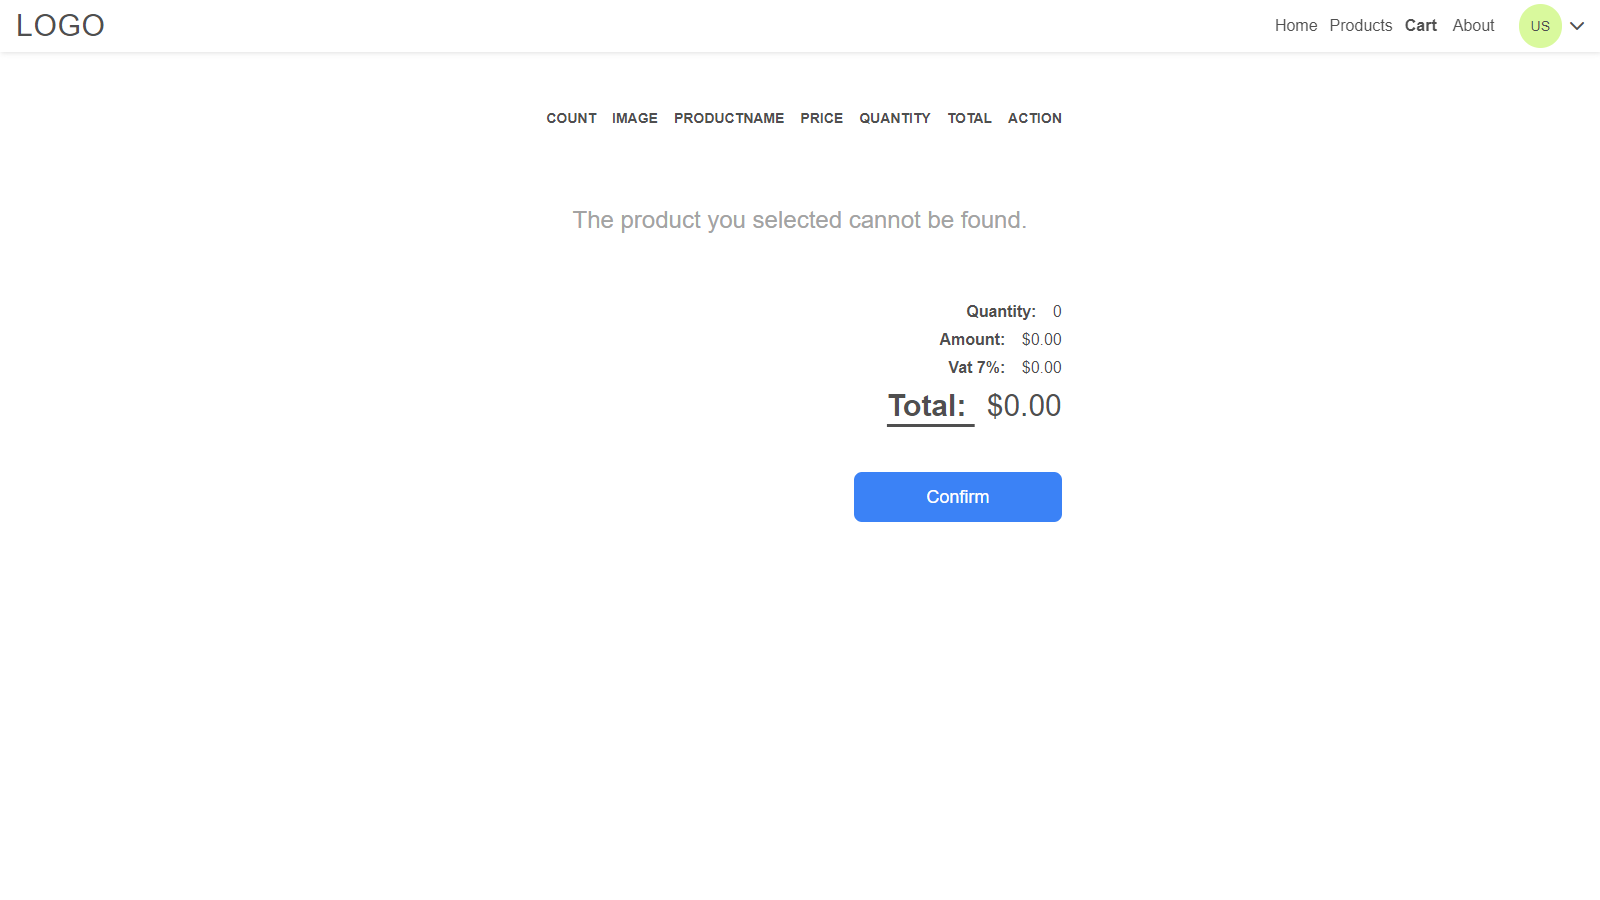 LOGO
Home Products Cart About US
COUNT IMAGE PRODUCTNAME PRICE QUANTITY TOTAL ACTION
The product you selected cannot be found.
Quantity: 0
Amount: $0.00
Vat 7%: $0.00
Total: $0.00
Confirm